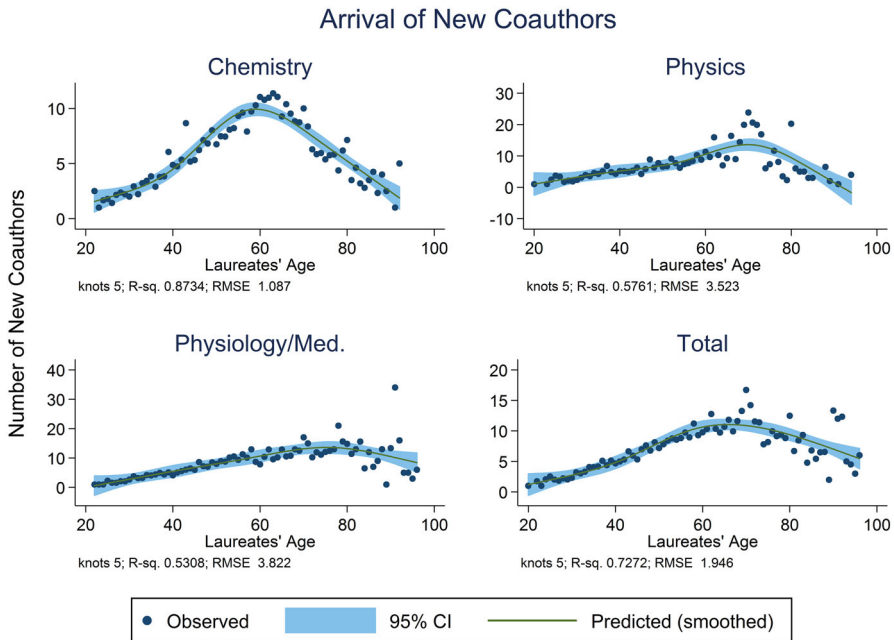 Arrival of New Coauthors
Chemistry
Physics
10
5
0
20 40 60 80 100
Laureates' Age
knots 5; R-sq. 0.8734; RMSE 1.087
30
20
10
0
-10
20 40 60 80 100
Laureates' Age
knots 5; R-sq. 0.5761; RMSE 3.523
Number of New Coauthors
Physiology/Med.
Total
40
30
20
10
0
20 40 60 80 100
Laureates' Age
knots 5; R-sq. 0.5308; RMSE 3.822
20
15
10
5
0
20 40 60 80 100
Laureates' Age
knots 5; R-sq. 0.7272; RMSE 1.946
Observed 95% CI Predicted (smoothed)